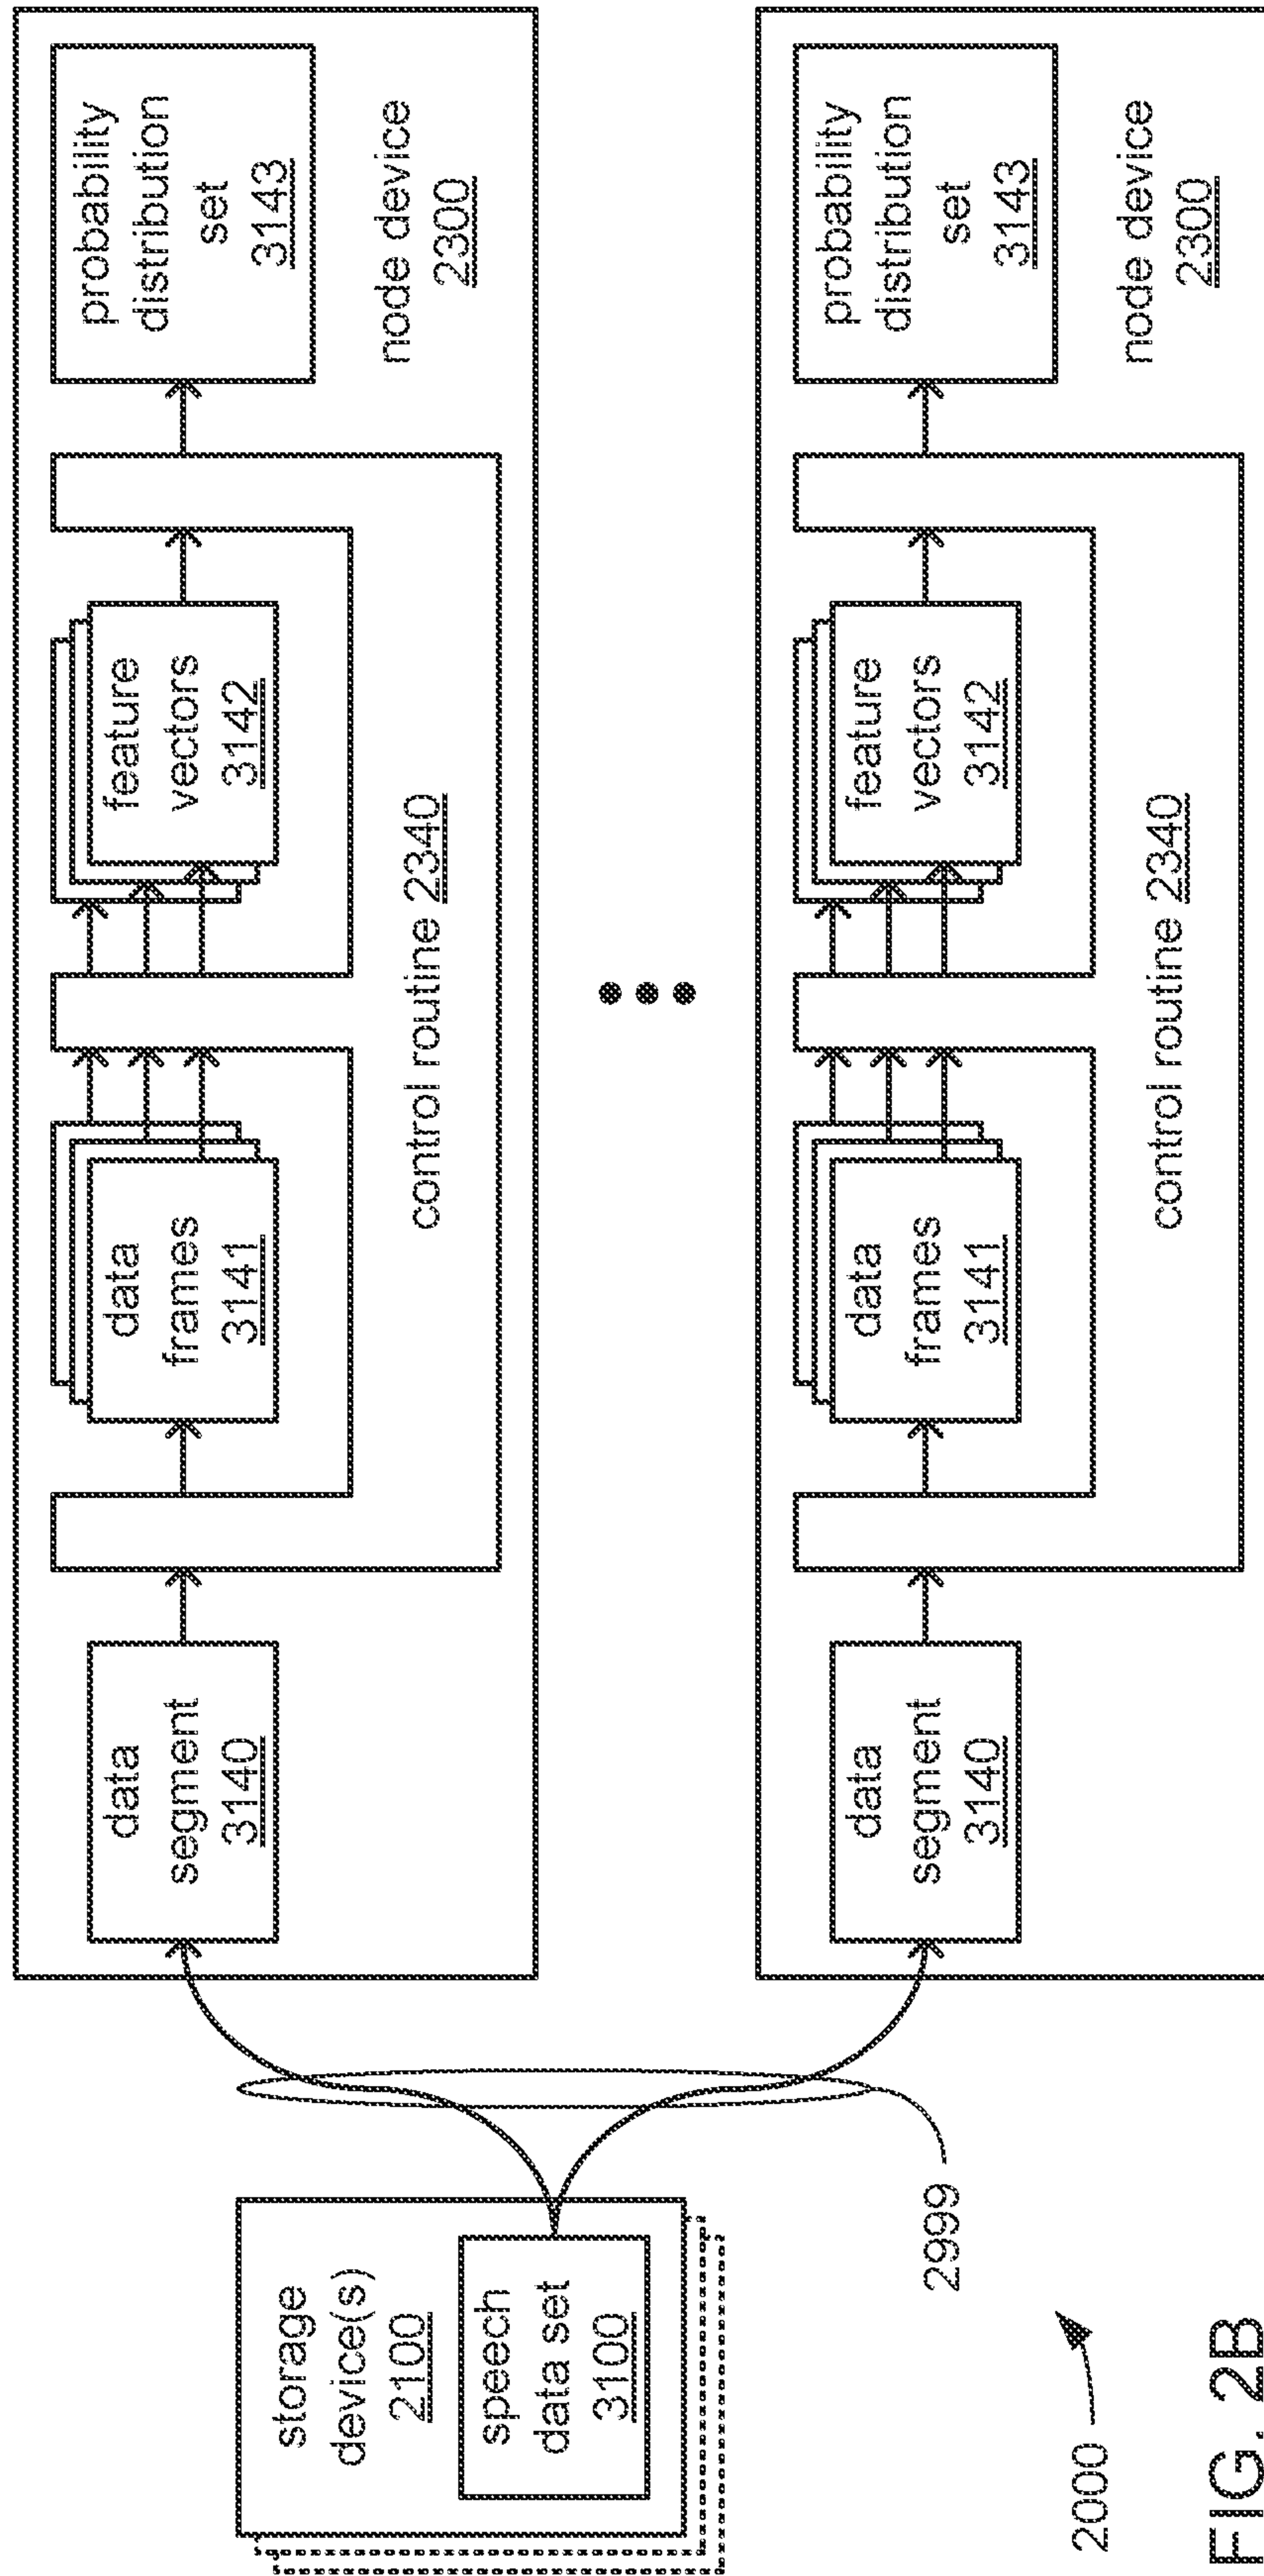 storage
device(s)
2100
speech
data set
3100
data
segment
3140
data
frames
3141
feature
vectors
3142
control routine 2340
probability
distribution
set
3143
node device
2300
data
segment
3140
data
frames
3141
feature
vectors
3142
control routine 2340
probability
distribution
set
3143
node device
2300
2999
2000
FIG. 2B